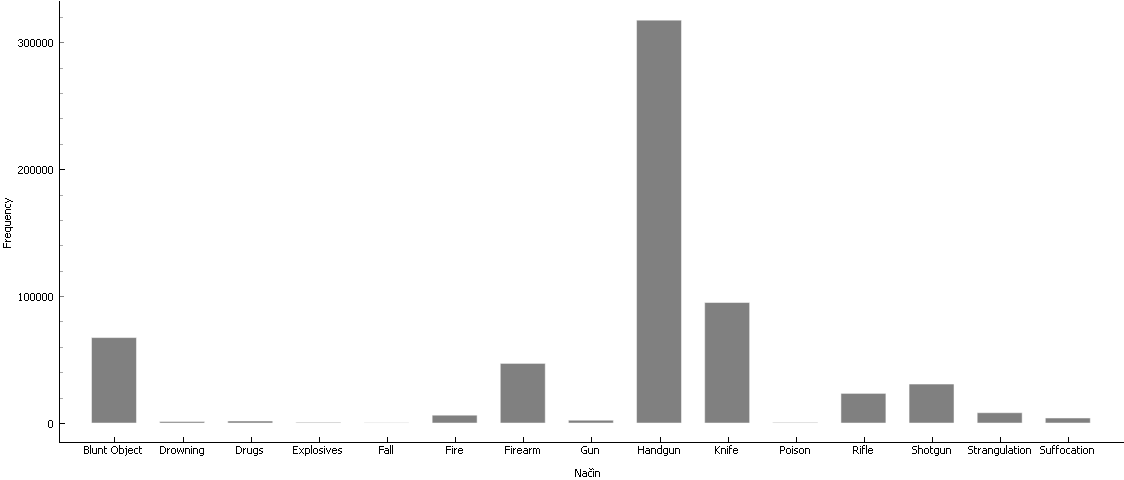 300000
200000
100000
0
Frequency
Blunt Object Drowning Drugs Explosives Fall Fire Firearm Gun Handgun Knife Poison Rifle Shotgun Strangulation Suffocation
Način